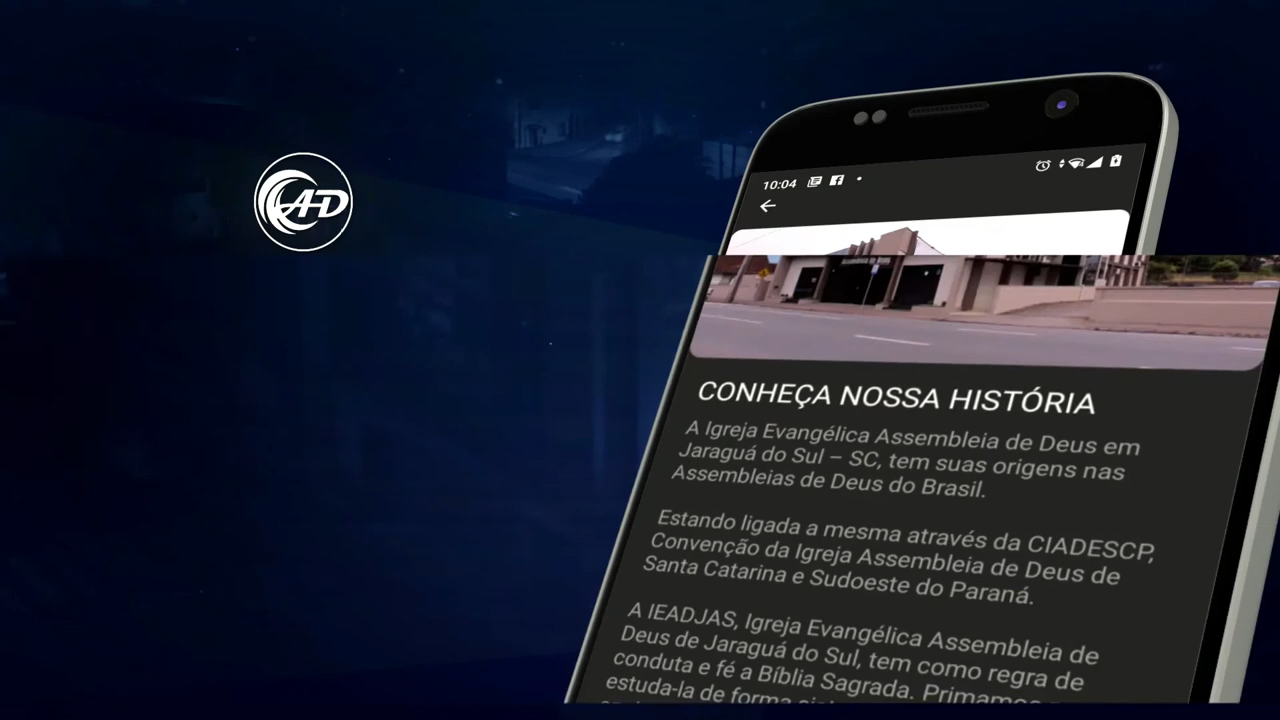 AD
10:04
ASSEMBLEIA DE DEUS
CONHEÇA NOSSA HISTÓRIA
A Igreja Evangélica Assembleia de Deus em
Jaraguá do Sul – SC, tem suas origens nas
Assembleias de Deus do Brasil.
Estando ligada a mesma através da CIADESCP,
Convenção da Igreja Assembleia de Deus de
Santa Catarina e Sudoeste do Paraná.
A IEADJAS, Igreja Evangélica Assembleia de
Deus de Jaraguá do Sul, tem como regra de
conduta e fé a Bíblia Sagrada. Primamos
estuda-la de forma